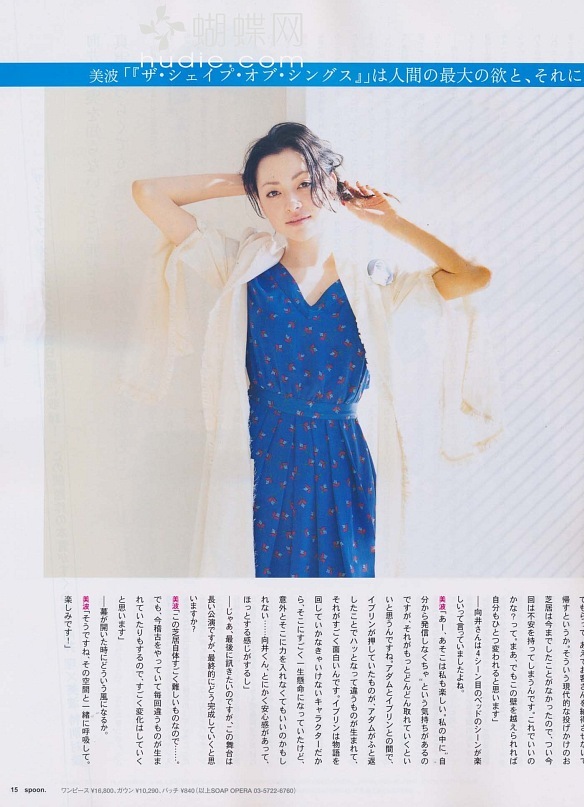 蝴蝶网
hudie.com
美波「『ザ・シェイプ・オブ・シングス』」は人間の最大の欲と、それに
帰すというか、そういう現代的な投げかけのお
芝居は今までしたことがなかったので、つい今
回は不安を持ってしまうんです。これでいいの
かな？って。まあ、でもこの壁を越えられれば
自分もひとつ変われると思います」
──向井さんは4シーン目のベッドのシーンが楽
しいって言っていましたよね。
美波「あー、あそこは私も楽しい。私の中に、自
分から発信しなくちゃ、という気持ちがあるの
ですが、それがもっとどんどん取れていくとい
いと思うんですね。アダムとイブリンとの間で、
イブリンが押していたものが、アダムがふと返
したことでハッとなって違うものが生まれて、
それがすごく面白いんです。イブリンは物語を
回していかなきゃいけないキャラクターだか
ら、そこにすごく一生懸命になっていたけど、
意外とそこに力を入れなくてもいいのかもし
れない……向井くん、とにかく安心感があって、
ほっとする感じがするし」
──じゃあ、最後に訊きたいのですが、この舞台は
長い公演ですが、最終的にどう完成していくと思
いますか？
美波「この芝居自体すごく難しいものなので……。
でも、今稽古をやっていて毎回違うものが生ま
れていたりもするので、すごく変化はしていく
と思います」
──幕が開いた時にどういう風になるか。
美波「そうですね。その空間と一緒に呼吸して。
楽しみです！」
15 spoon. ワンピース ¥16,800、ガウン ¥10,290、バッヂ ¥840（以上SOAP OPERA 03-5722-6760）